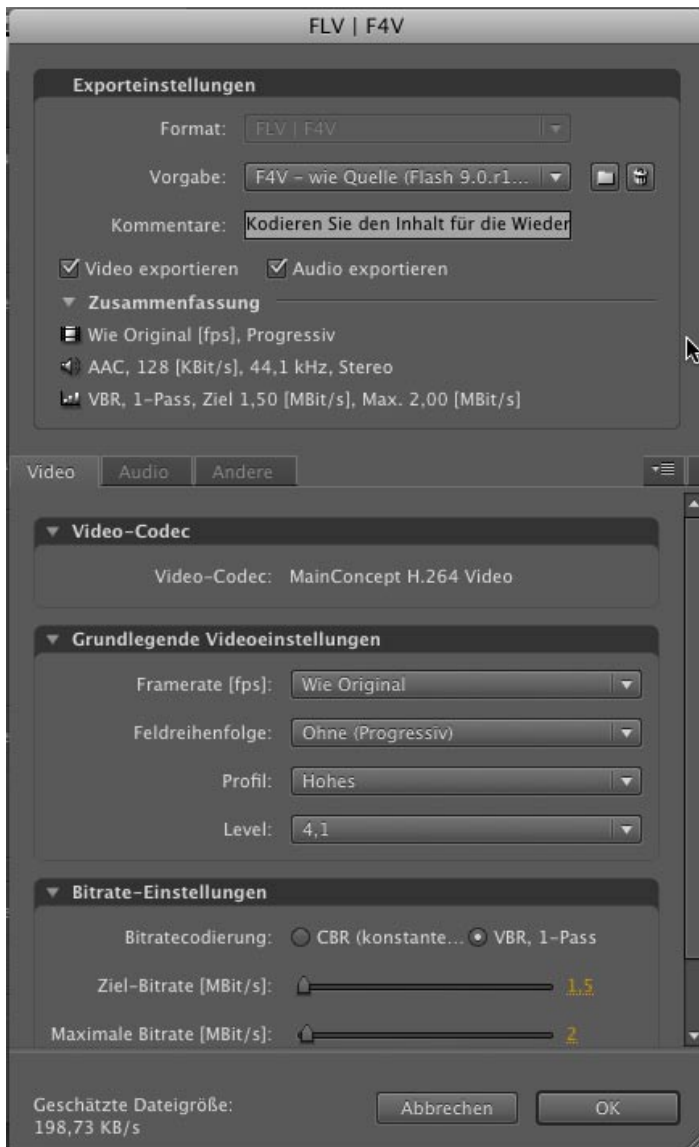 FLV | F4V
Exporteinstellungen
Format: FLV | F4V
Vorgabe: F4V – wie Quelle (Flash 9.0.r1...
Kommentare: Kodieren Sie den Inhalt für die Wieder
Video exportieren Audio exportieren
Zusammenfassung
Wie Original [fps], Progressiv
AAC, 128 [KBit/s], 44,1 kHz, Stereo
VBR, 1-Pass, Ziel 1,50 [MBit/s], Max. 2,00 [MBit/s]
Video Audio Andere
Video-Codec
Video-Codec: MainConcept H.264 Video
Grundlegende Videoeinstellungen
Framerate [fps]: Wie Original
Feldreihenfolge: Ohne (Progressiv)
Profil: Hohes
Level: 4,1
Bitrate-Einstellungen
Bitratecodierung: CBR (konstante... VBR, 1-Pass
Ziel-Bitrate [MBit/s]: 1,5
Maximale Bitrate [MBit/s]: 2
Geschätzte Dateigröße:
198,73 KB/s
Abbrechen OK